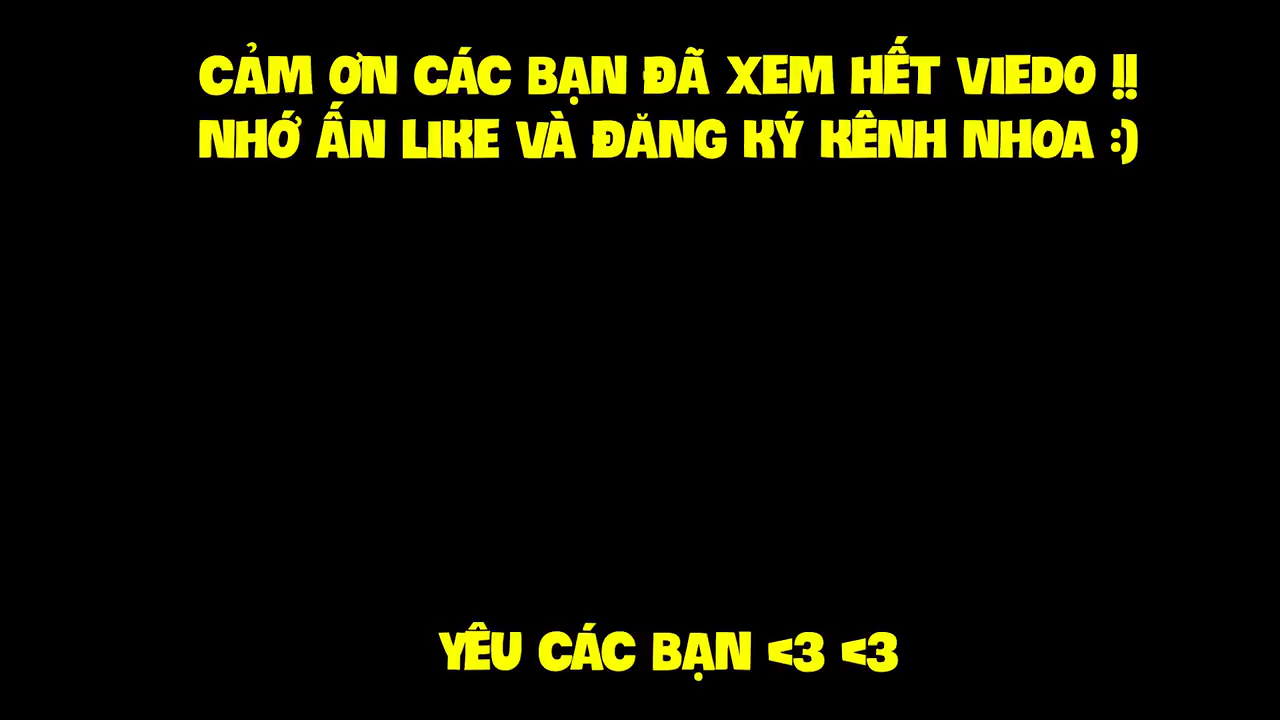 CẢM ƠN CÁC BẠN ĐÃ XEM HẾT VIEDO !!
NHỚ ẤN LIKE VÀ ĐĂNG KÝ KÊNH NHOA :)
YÊU CÁC BẠN <3 <3